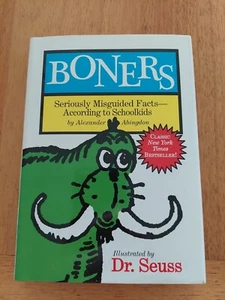 BONERS
Seriously Misguided Facts—
According to Schoolkids
by Alexander Abingdon
CLASSIC
New York
Times
BESTSELLER!
Illustrated by
Dr. Seuss